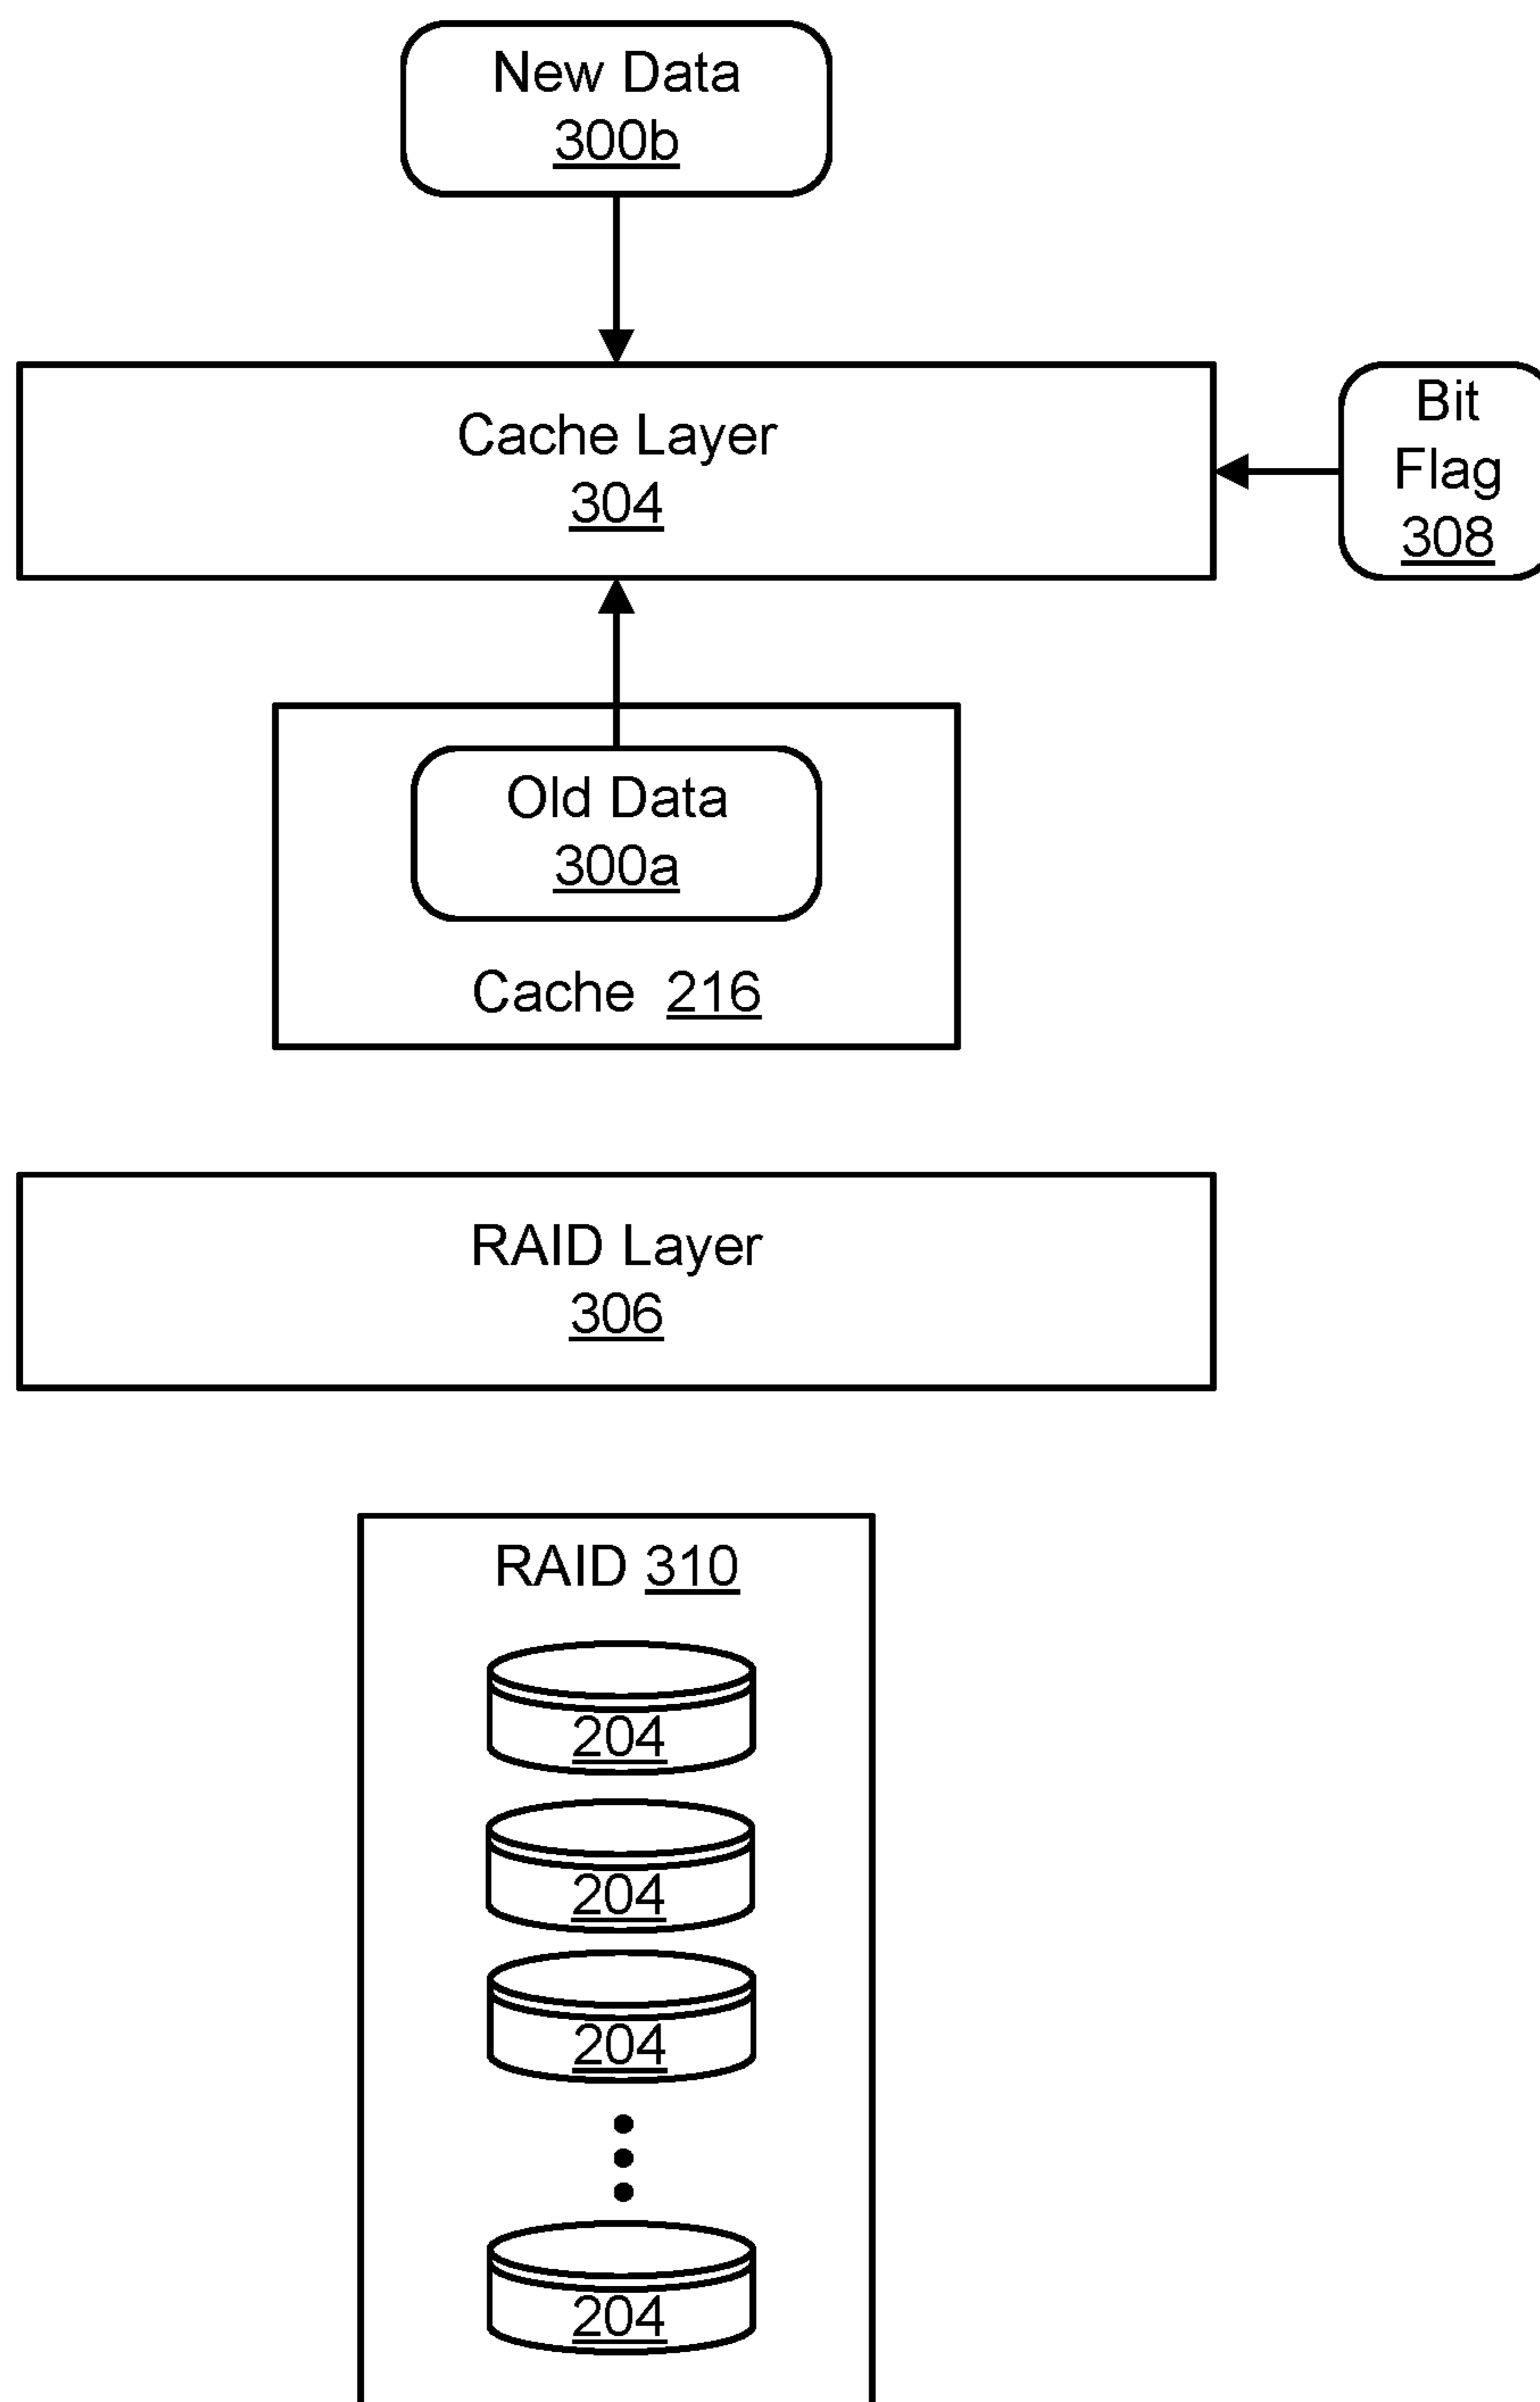 New Data
300b
Cache Layer
304
Bit
Flag
308
Old Data
300a
Cache 216
RAID Layer
306
RAID 310
204
204
204
204